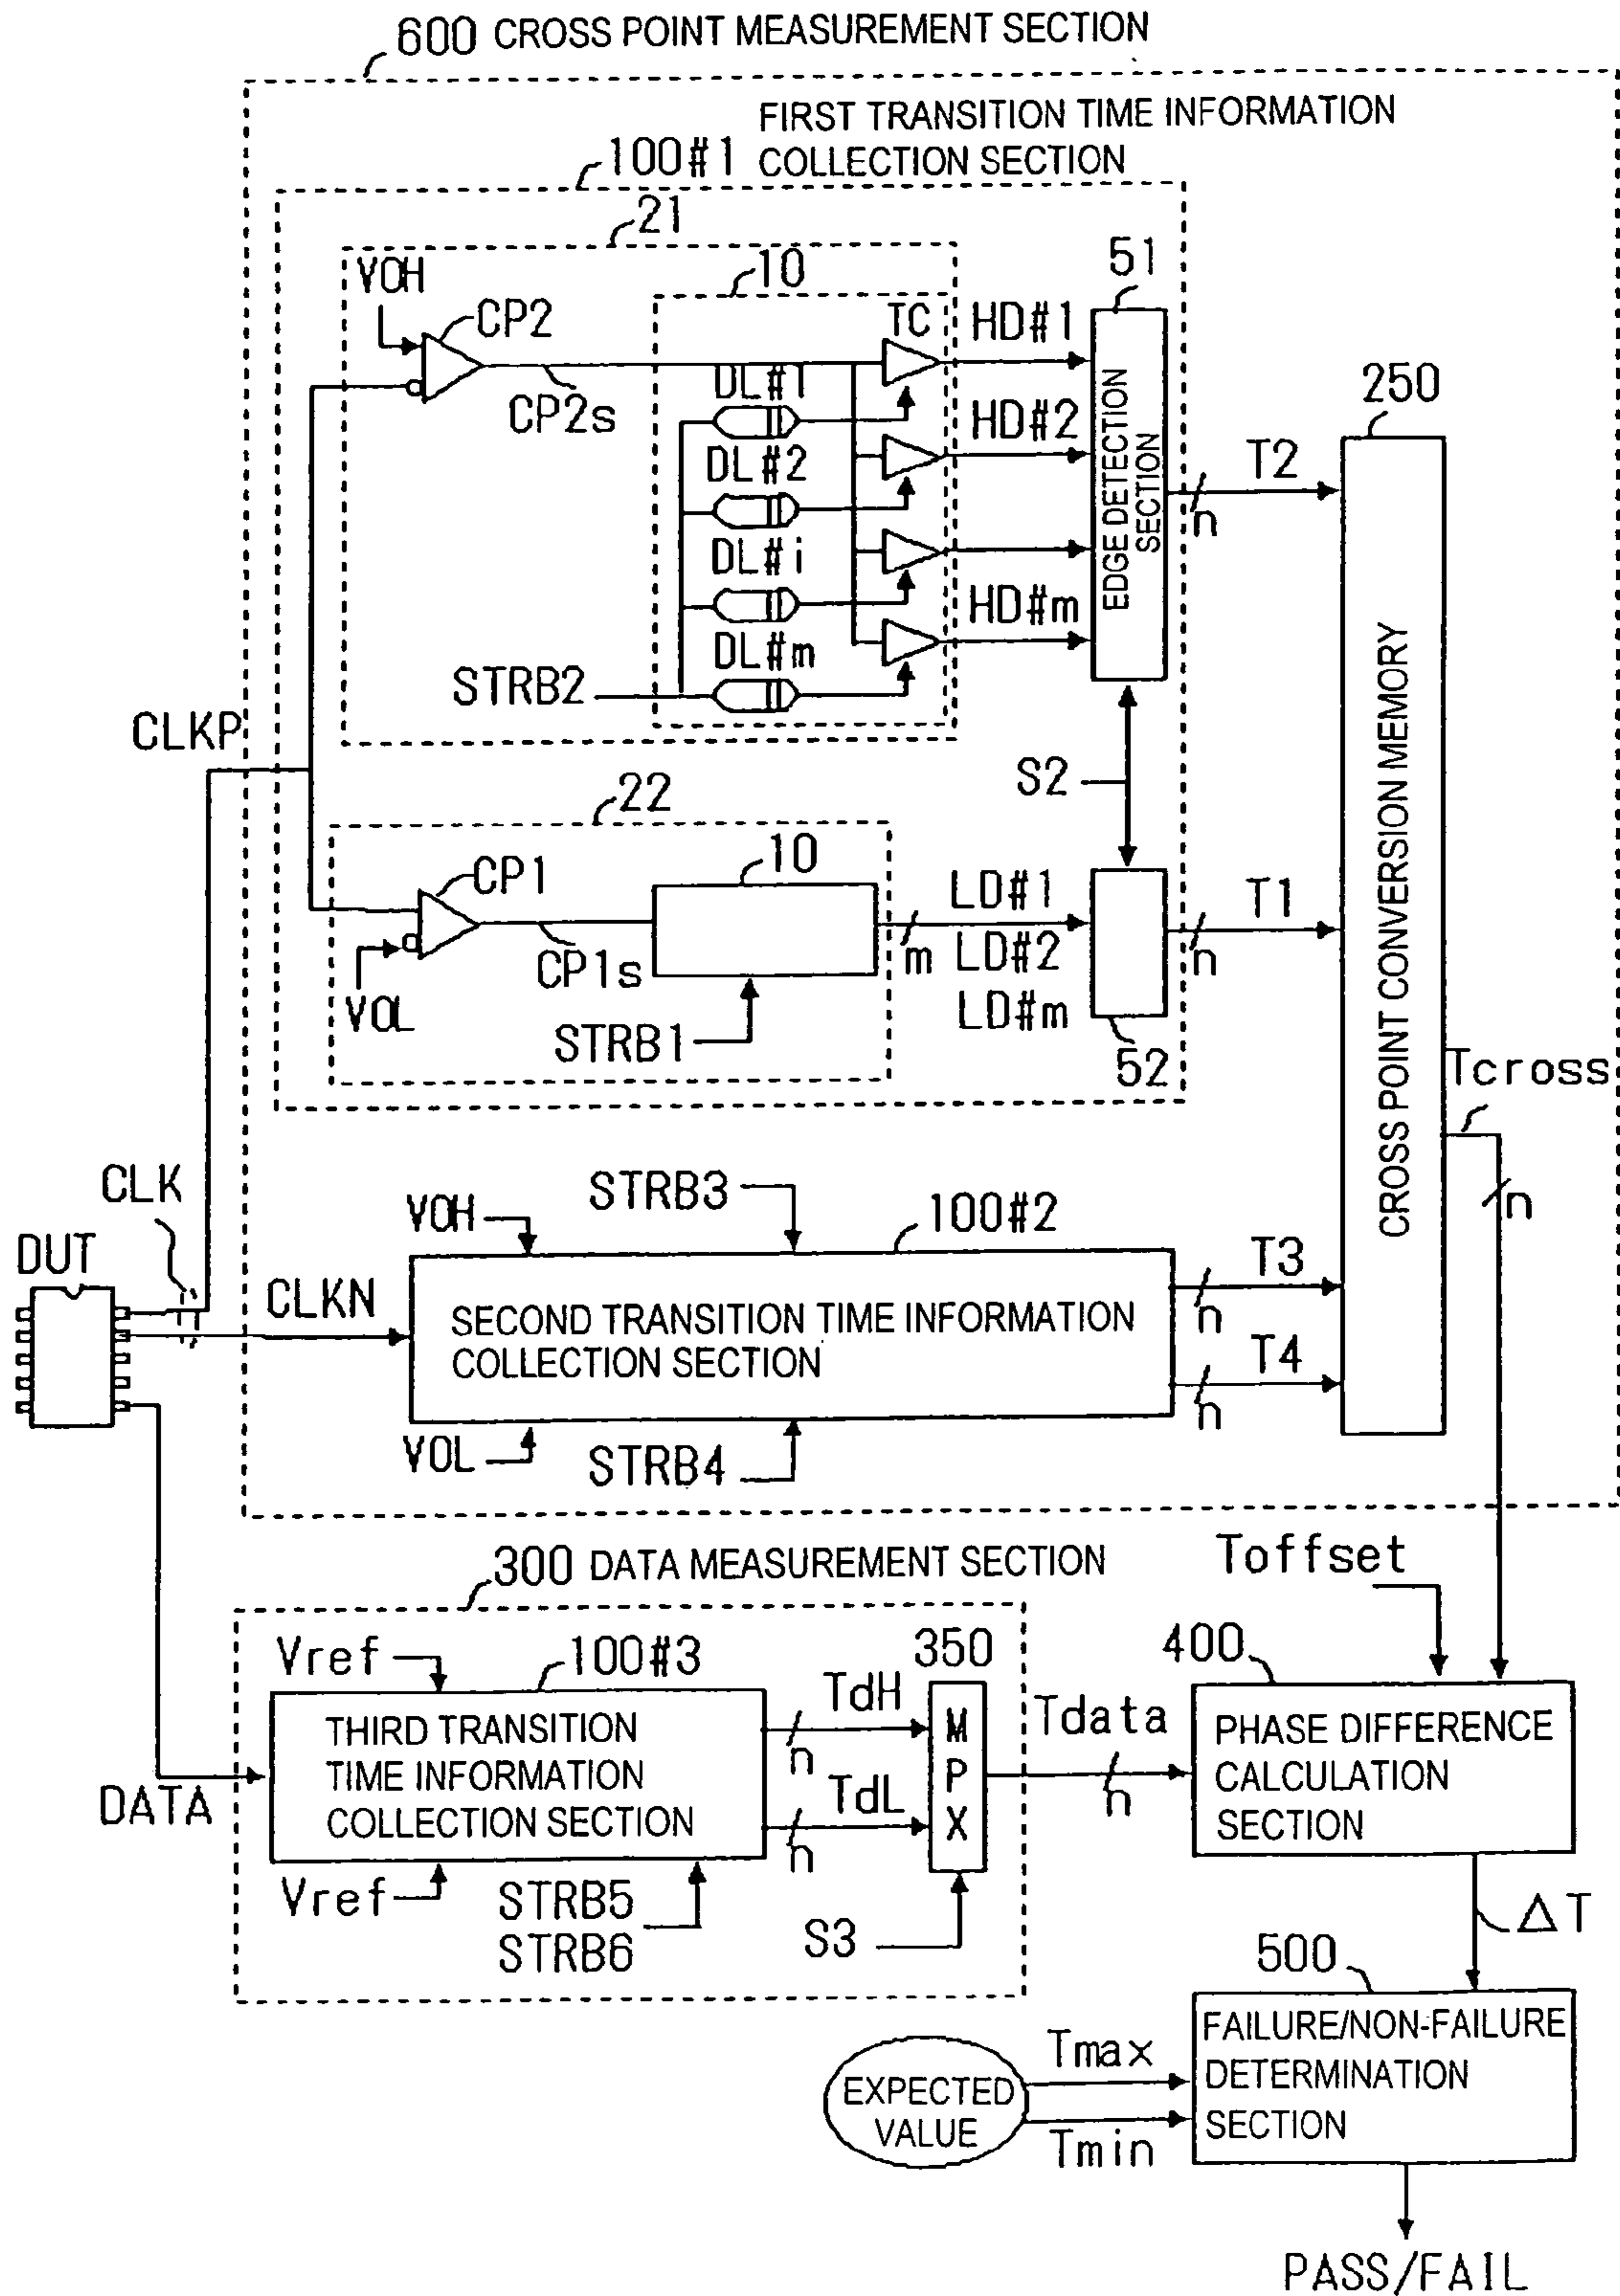 600 CROSS POINT MEASUREMENT SECTION
FIRST TRANSITION TIME INFORMATION
100#1 COLLECTION SECTION
21
VOH
10
51
CP2
TC
HD#1
250
DL#1
CP2s
HD#2
DL#2
T2
n
DL#i
EDGE DETECTION
SECTION
HD#m
DL#m
STRB2
CLKP
S2
CROSS POINT CONVERSION MEMORY
22
10
CP1
LD#1
T1
CP1s
m
LD#2
n
VOL
LD#m
STRB1
52
Tcross
CLK
STRB3
n
VOH
100#2
DUT
T3
CLKN
n
SECOND TRANSITION TIME INFORMATION
COLLECTION SECTION
T4
n
VOL
STRB4
Toffset
300 DATA MEASUREMENT SECTION
Vref
100#3
350
400
TdH
M
P
X
Tdata
THIRD TRANSITION
TIME INFORMATION
COLLECTION SECTION
n
PHASE DIFFERENCE
CALCULATION
SECTION
DATA
TdL
n
n
Vref
STRB5
STRB6
S3
ΔT
500
FAILURE/NON-FAILURE
DETERMINATION
SECTION
EXPECTED
VALUE
Tmax
Tmin
PASS/FAIL